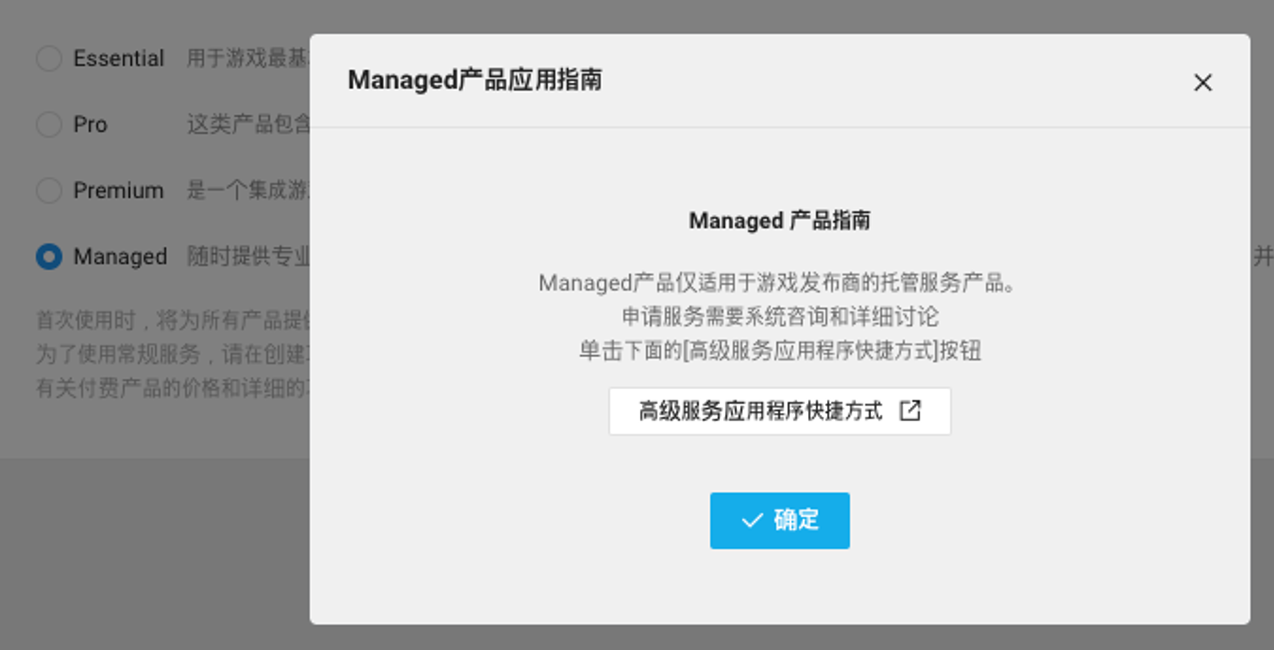 Essential 用于游戏最基
Managed产品应用指南
Pro 这类产品包含
Premium 是一个集成游
Managed 随时提供专业
并
首次使用时，将为所有产品提供
为了使用常规服务，请在创建
有关付费产品的价格和详细的
Managed 产品指南
Managed产品仅适用于游戏发布商的托管服务产品。
申请服务需要系统咨询和详细讨论
单击下面的[高级服务应用程序快捷方式]按钮
高级服务应用程序快捷方式
确定